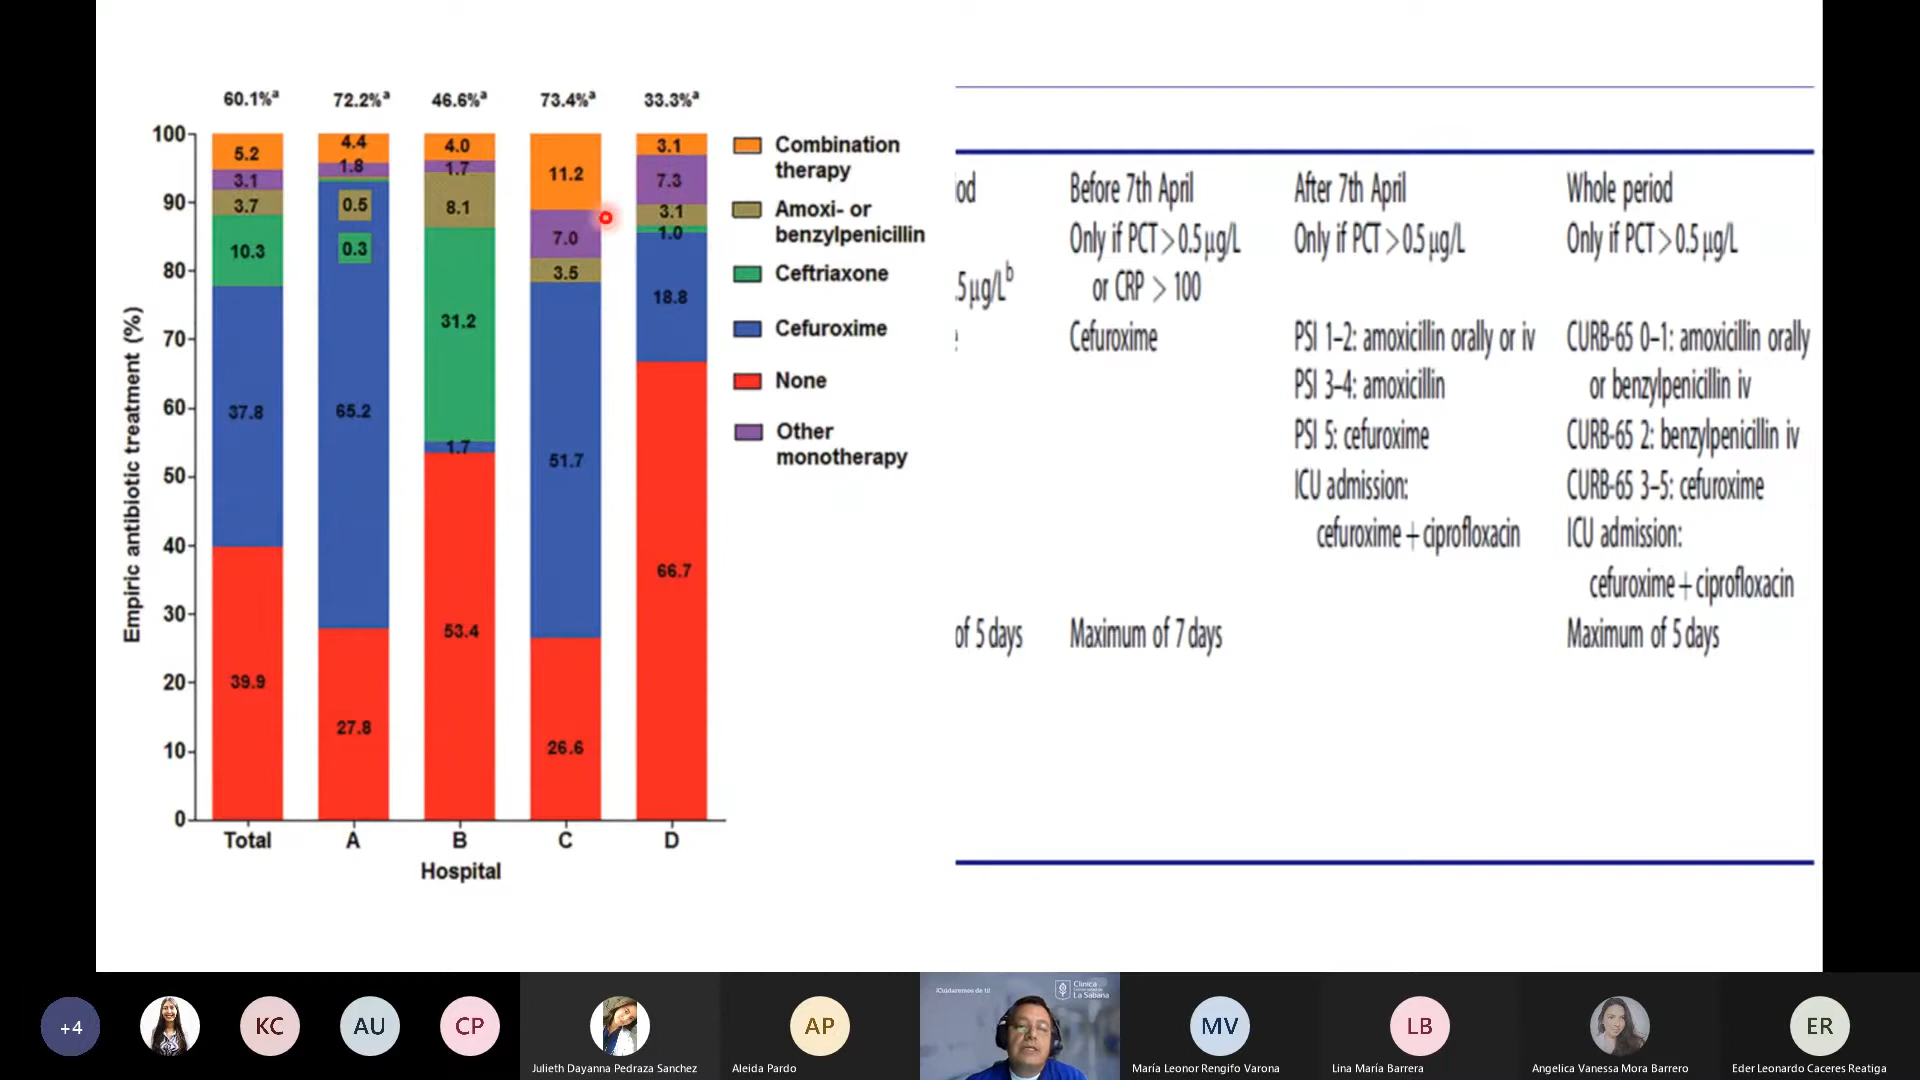 60.1%a 72.2%a 46.6%a 73.4%a 33.3%a
100
90
80
70
60
50
40
30
20
10
0
Empiric antibiotic treatment (%)
5.2
3.1
3.7
10.3
37.8
39.9
4.4
1.8
0.5
0.3
65.2
27.8
4.0
1.7
8.1
31.2
1.7
53.4
11.2
7.0
3.5
51.7
26.6
3.1
7.3
3.1
1.0
18.8
66.7
Total A B C D
Hospital
Combination
therapy
Amoxi- or
benzylpenicillin
Ceftriaxone
Cefuroxime
None
Other
monotherapy
od
.5 µg/Lb
of 5 days
Before 7th April
Only if PCT > 0.5 µg/L
or CRP > 100
Cefuroxime
Maximum of 7 days
After 7th April
Only if PCT > 0.5 µg/L
PSI 1–2: amoxicillin orally or iv
PSI 3–4: amoxicillin
PSI 5: cefuroxime
ICU admission:
cefuroxime + ciprofloxacin
Whole period
Only if PCT > 0.5 µg/L
CURB-65 0–1: amoxicillin orally
or benzylpenicillin iv
CURB-65 2: benzylpenicillin iv
CURB-65 3–5: cefuroxime
ICU admission:
cefuroxime + ciprofloxacin
Maximum of 5 days
+4
KC
AU
CP
Julieth Dayanna Pedraza Sanchez
AP
Aleida Pardo
¡Cuidaremos de ti!
Clínica
La Sabana
MV
María Leonor Rengifo Varona
LB
Lina María Barrera
Angelica Vanessa Mora Barrero
ER
Eder Leonardo Caceres Reatiga